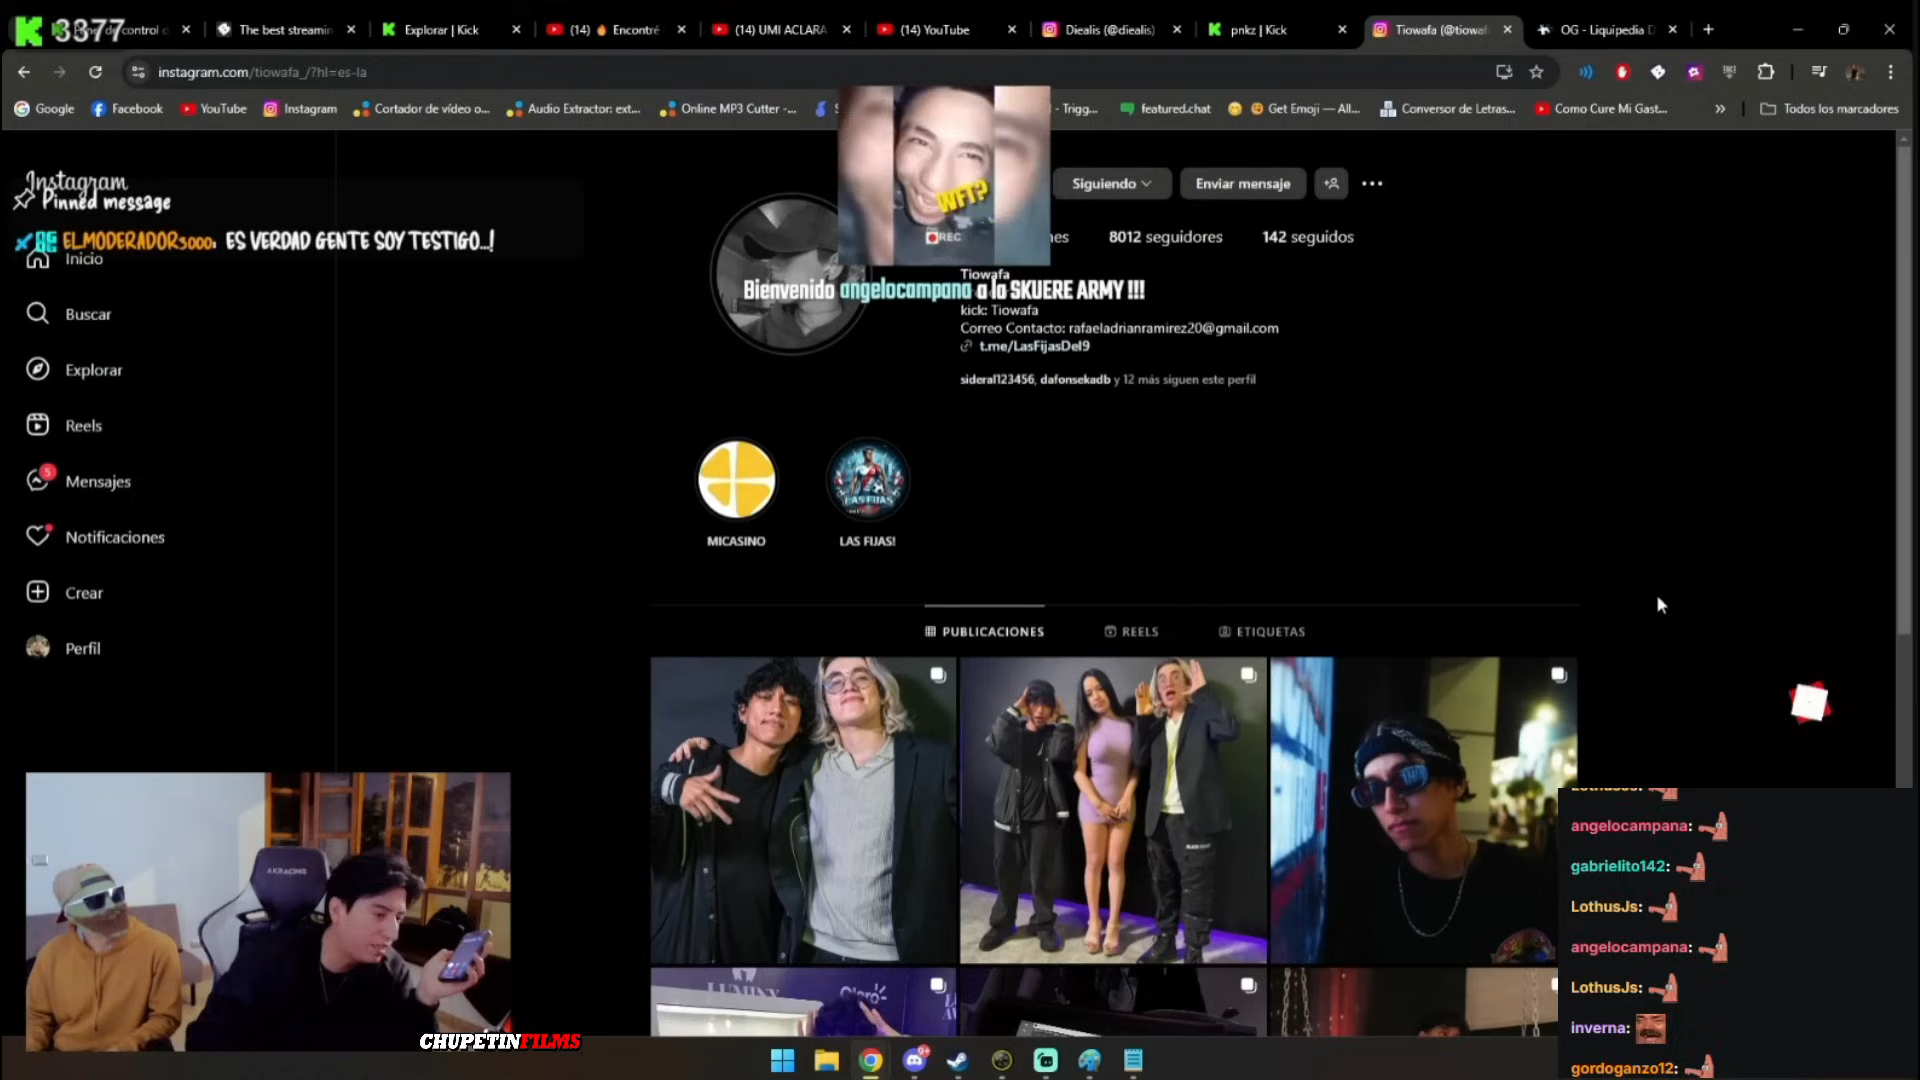 3377
The best streamin
Explorar | Kick
(14) 🔥 Encontré
(14) UMI ACLARA
(14) YouTube
Diealis (@diealis)
pnkz | Kick
Tiowafa (@tiowaf
OG - Liquipedia D
instagram.com/tiowafa_/?hl=es-la
Google
Facebook
YouTube
Instagram
Cortador de vídeo o...
Audio Extractor: ext...
Online MP3 Cutter -...
- Trigg...
featured.chat
Get Emoji — All...
Conversor de Letras...
Como Cure Mi Gast...
Todos los marcadores
Instagram
Pinned message
ELMODERADOR3000: ES VERDAD GENTE SOY TESTIGO..!
Inicio
Buscar
Explorar
Reels
5
Mensajes
Notificaciones
Crear
Perfil
WFT?
REC
Siguiendo
Enviar mensaje
8012 seguidores
142 seguidos
Tiowafa
Bienvenido angelocampana a la SKUERE ARMY !!!
kick: Tiowafa
Correo Contacto: rafaeladrianramirez20@gmail.com
t.me/LasFijasDel9
sideral123456, dafonsekadb y 12 más siguen este perfil
LAS FIJAS
MICASINO
LAS FIJAS!
PUBLICACIONES
REELS
ETIQUETAS
AKRACING
LUMINX
Claro
CHUPETINFILMS
angelocampana:
gabrielito142:
LothusJs:
angelocampana:
LothusJs:
inverna:
gordoganzo12: